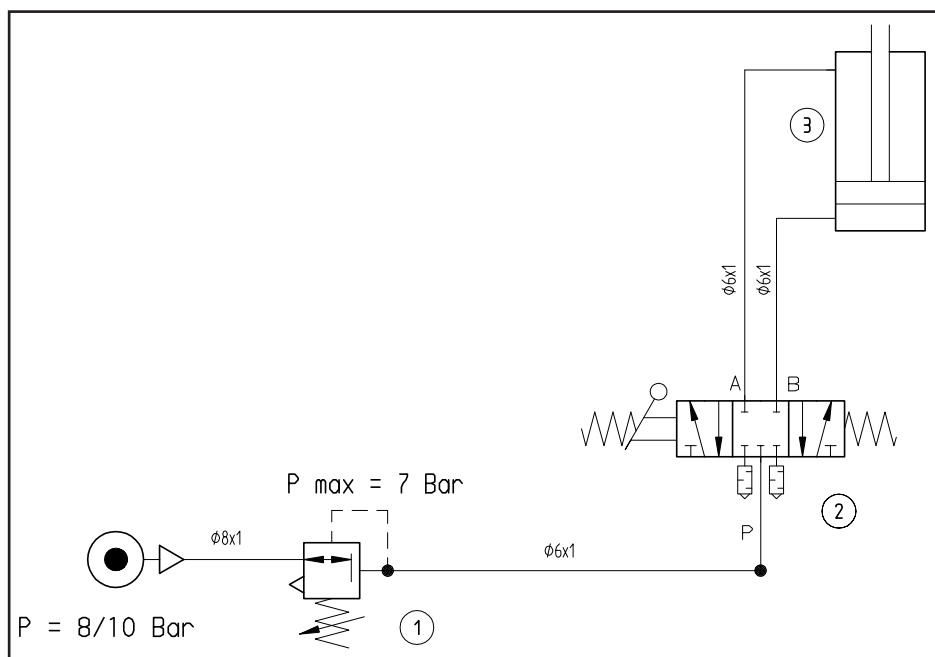 3
φ6x1
φ6x1
A
B
P max = 7 Bar
2
φ8x1
φ6x1
P
P = 8/10 Bar
1